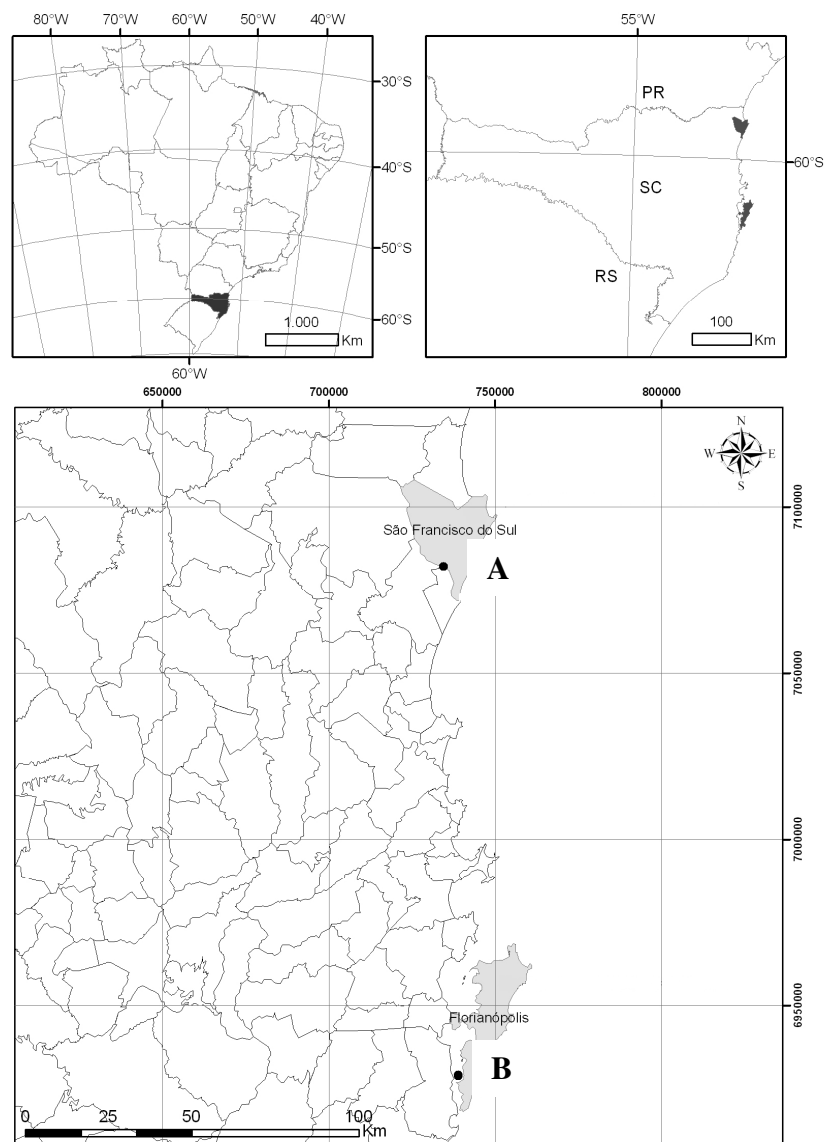 80°W 70°W 60°W 50°W 40°W
30°S
40°S
50°S
60°S
1.000
Km
60°W
55°W
PR
60°S
SC
RS
100
Km
650000 700000 750000 800000
N
W E
S
7100000
São Francisco do Sul
A
7050000
7000000
6950000
Florianópolis
B
0 25 50 100
Km